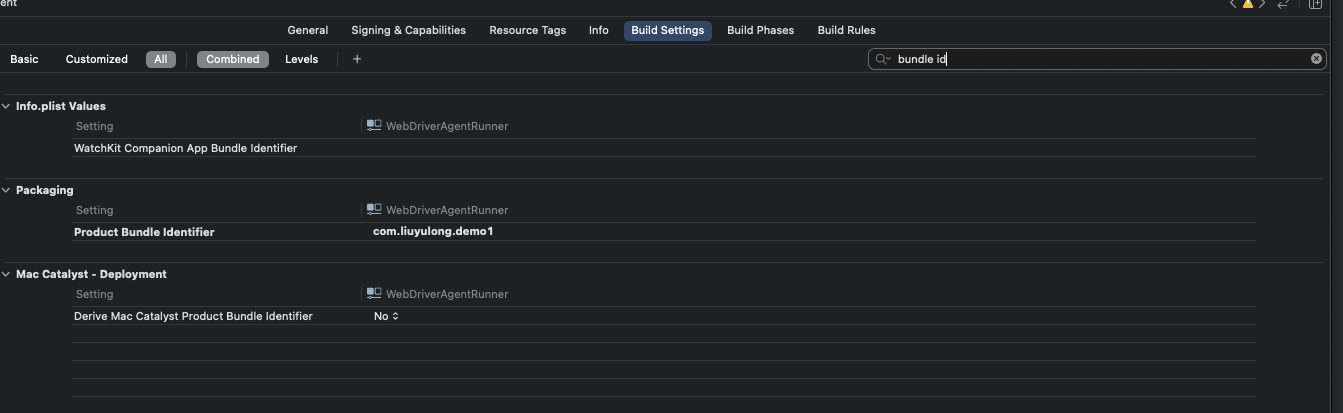 ent
General Signing & Capabilities Resource Tags Info Build Settings Build Phases Build Rules
Basic Customized All Combined Levels + bundle id
Info.plist Values
Setting WebDriverAgentRunner
WatchKit Companion App Bundle Identifier
Packaging
Setting WebDriverAgentRunner
Product Bundle Identifier com.liuyulong.demo1
Mac Catalyst - Deployment
Setting WebDriverAgentRunner
Derive Mac Catalyst Product Bundle Identifier No